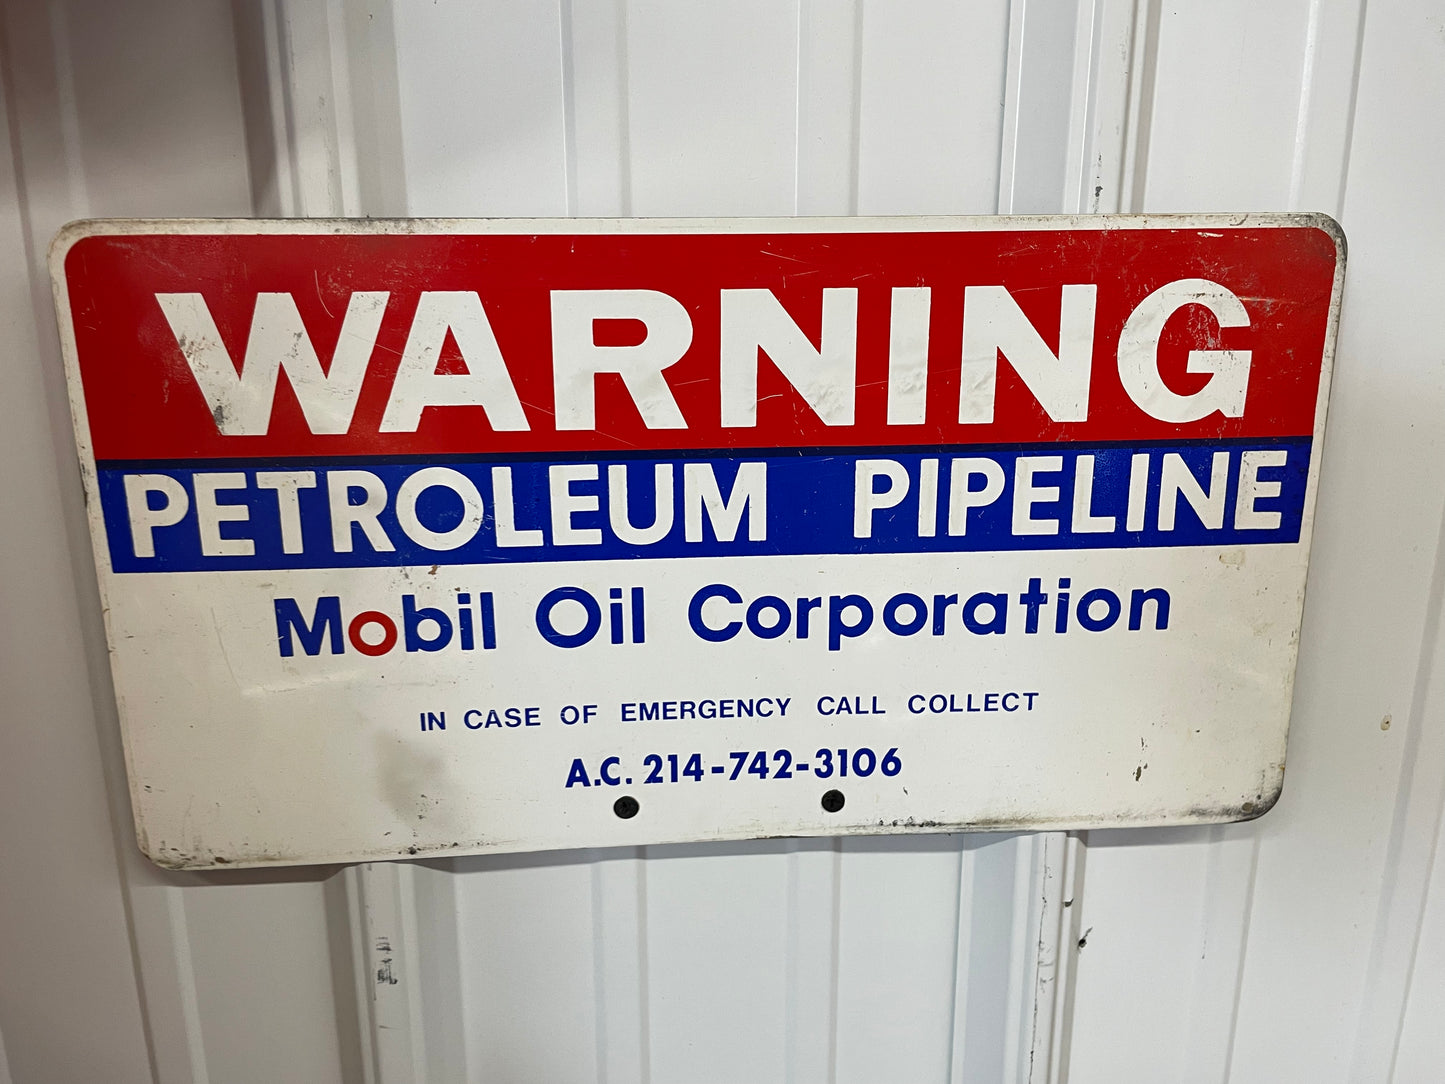 WARNING
PETROLEUM PIPELINE
Mobil Oil Corporation
IN CASE OF EMERGENCY CALL COLLECT
A.C. 214-742-3106